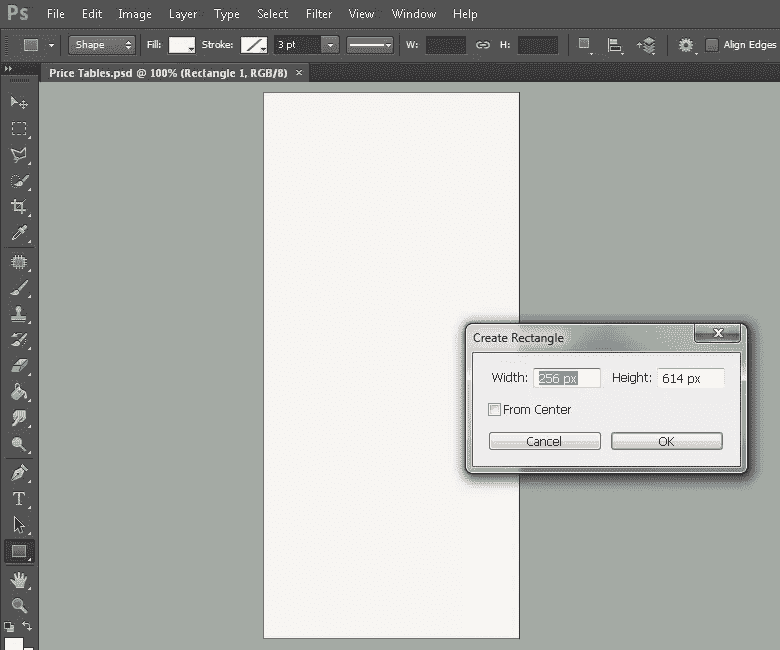 Ps File Edit Image Layer Type Select Filter View Window Help
Shape Fill: Stroke: 3 pt W: H: Align Edges
Price Tables.psd @ 100% (Rectangle 1, RGB/8) ×
Create Rectangle
Width: 256 px Height: 614 px
From Center
Cancel OK
T